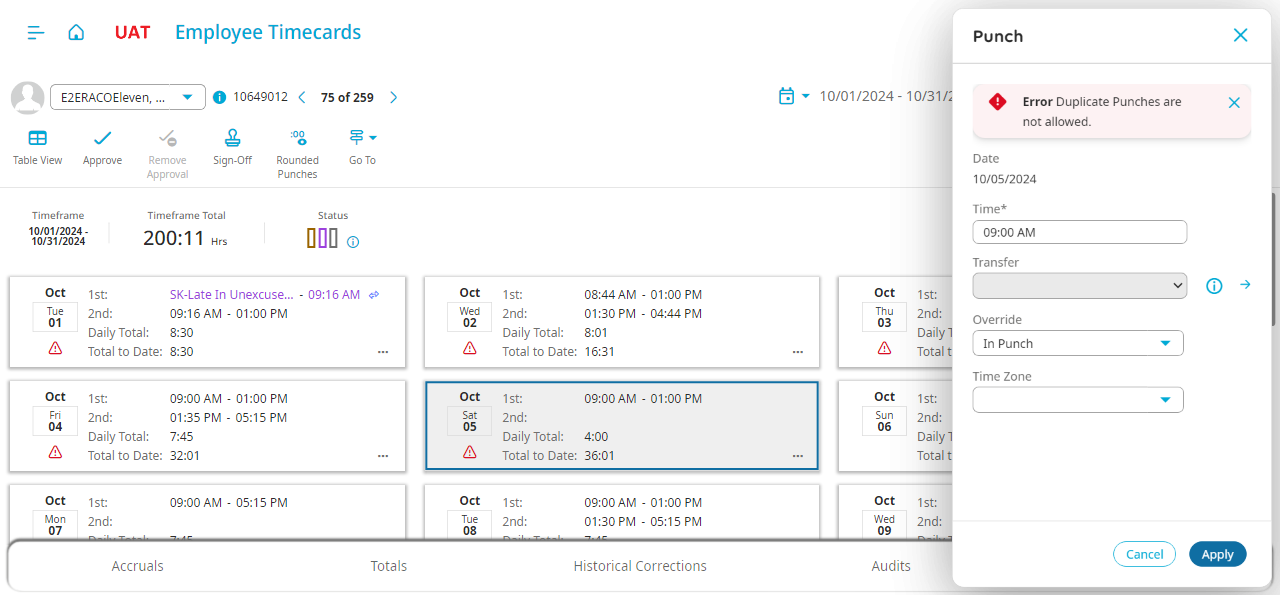 UAT Employee Timecards
E2ERACOEleven, ... 10649012 75 of 259 10/01/2024 - 10/31/2
Table View Approve Remove Approval Sign-Off Rounded Punches Go To
Timeframe Timeframe Total Status
10/01/2024 - 10/31/2024 200:11 Hrs
Oct Tue 01
1st: SK-Late In Unexcuse... - 09:16 AM
2nd: 09:16 AM - 01:00 PM
Daily Total: 8:30
Total to Date: 8:30 ...
Oct Wed 02
1st: 08:44 AM - 01:00 PM
2nd: 01:30 PM - 04:44 PM
Daily Total: 8:01
Total to Date: 16:31 ...
Oct Thu 03
1st:
2nd:
Daily T
Total t
Oct Fri 04
1st: 09:00 AM - 01:00 PM
2nd: 01:35 PM - 05:15 PM
Daily Total: 7:45
Total to Date: 32:01 ...
Oct Sat 05
1st: 09:00 AM - 01:00 PM
2nd:
Daily Total: 4:00
Total to Date: 36:01 ...
Oct Sun 06
1st:
2nd:
Daily T
Total t
Oct Mon 07
1st: 09:00 AM - 05:15 PM
2nd:
Daily Total: 7:45
Oct Tue 08
1st: 09:00 AM - 01:00 PM
2nd: 01:30 PM - 05:15 PM
Daily Total: 7:45
Oct Wed 09
1st:
2nd:
Daily T
Accruals Totals Historical Corrections Audits
Punch
Error Duplicate Punches are
not allowed.
Date
10/05/2024
Time*
09:00 AM
Transfer
Override
In Punch
Time Zone
Cancel Apply